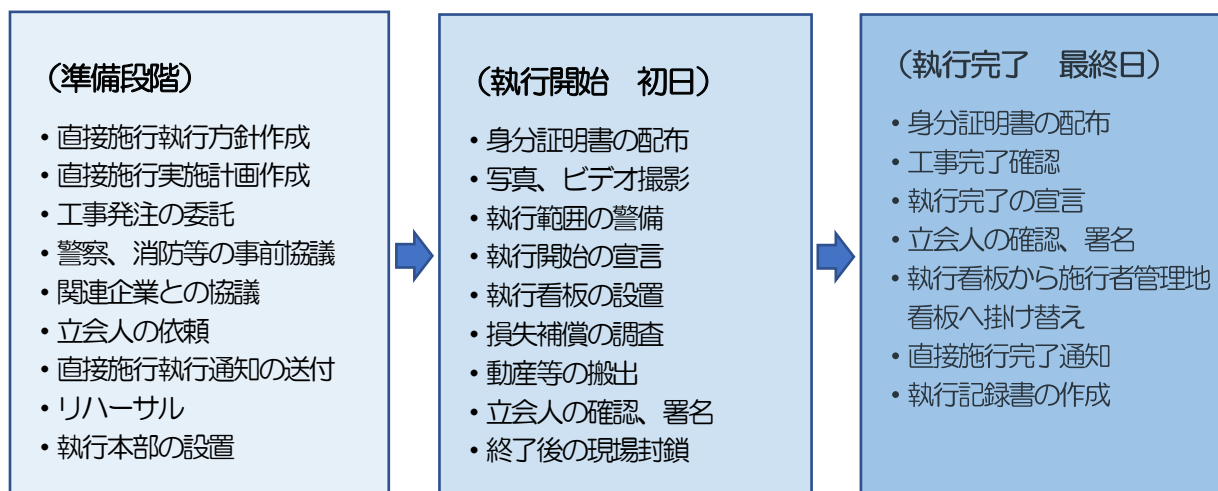 （準備段階）
・直接施行執行方針作成
・直接施行実施計画作成
・工事発注の委託
・警察、消防等の事前協議
・関連企業との協議
・立会人の依頼
・直接施行執行通知の送付
・リハーサル
・執行本部の設置
（執行開始　初日）
・身分証明書の配布
・写真、ビデオ撮影
・執行範囲の警備
・執行開始の宣言
・執行看板の設置
・損失補償の調査
・動産等の搬出
・立会人の確認、署名
・終了後の現場封鎖
（執行完了　最終日）
・身分証明書の配布
・工事完了確認
・執行完了の宣言
・立会人の確認、署名
・執行看板から施行者管理地
看板へ掛け替え
・直接施行完了通知
・執行記録書の作成